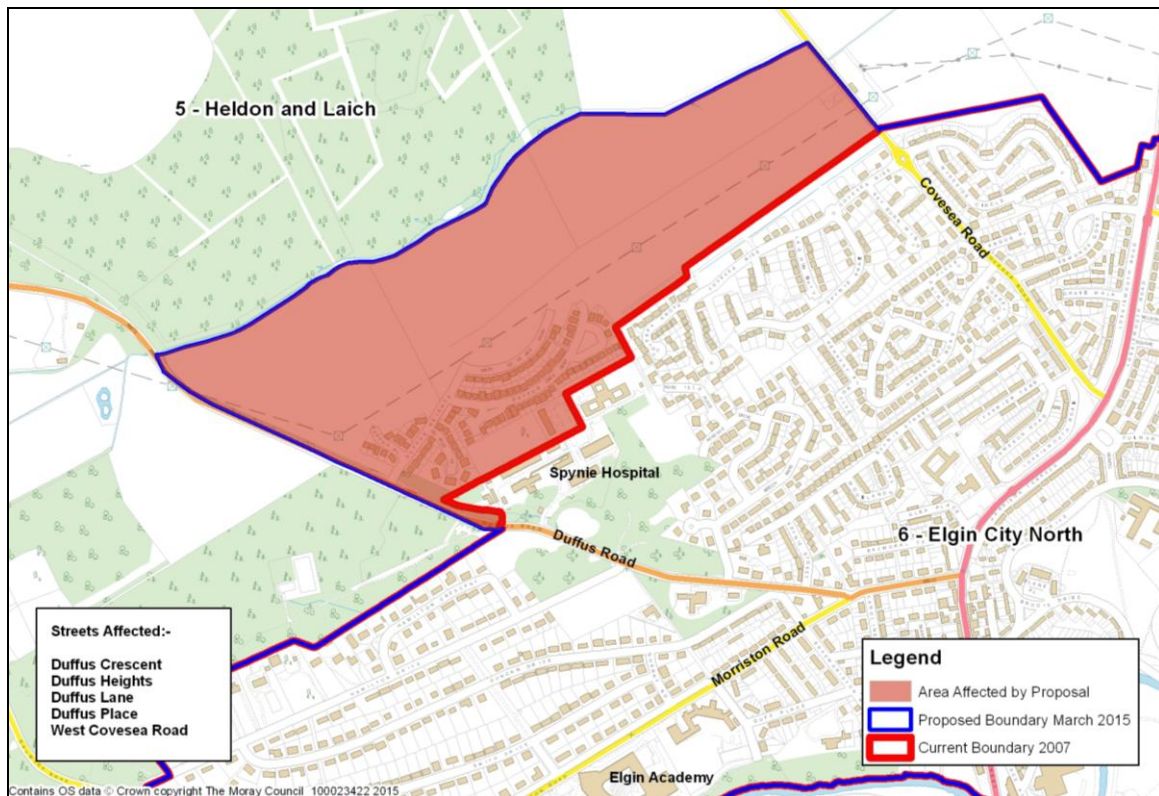 5 - Heldon and Laich
Covesea Road
Spynie Hospital
6 - Elgin City North
Duffus Road
Morriston Road
Elgin Academy
Streets Affected:-
Duffus Crescent
Duffus Heights
Duffus Lane
Duffus Place
West Covesea Road
Legend
Area Affected by Proposal
Proposed Boundary March 2015
Current Boundary 2007
Contains OS data © Crown copyright The Moray Council 100023422 2015